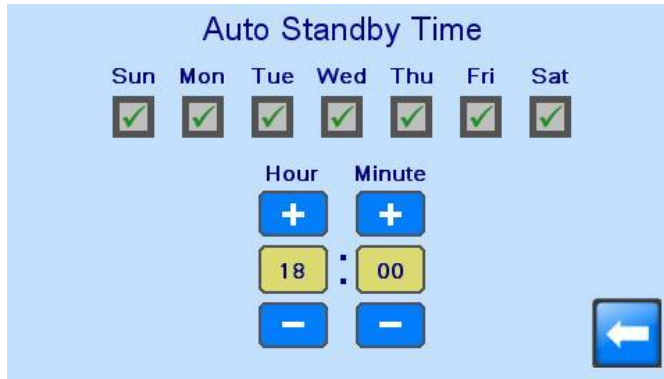 Auto Standby Time
Sun Mon Tue Wed Thu Fri Sat
Hour Minute
+ +
18 : 00
- -